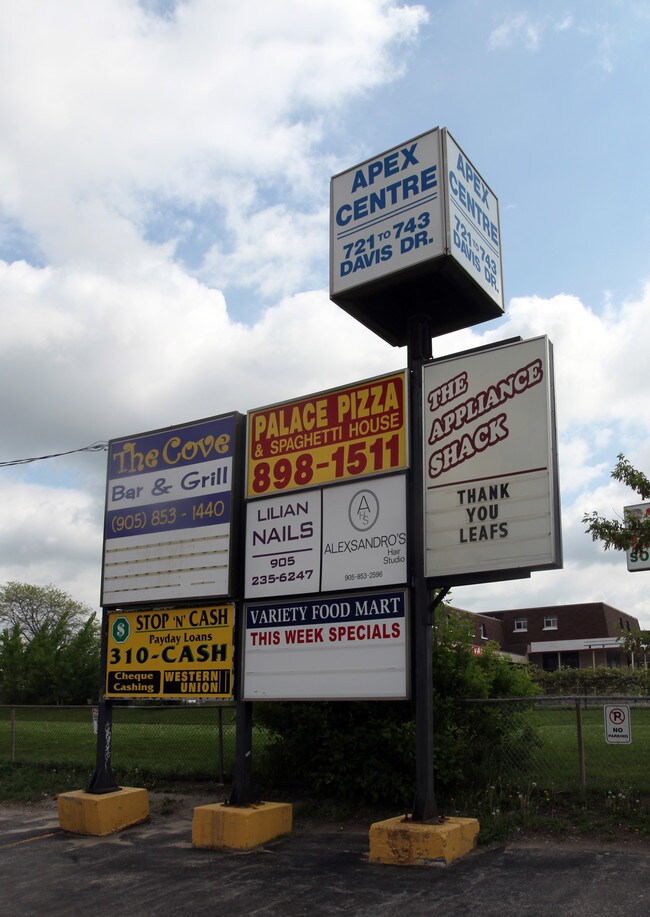 APEX
CENTRE
721 TO 743
DAVIS DR.
APEX
CENTRE
721 TO 743
DAVIS DR.
The Cove
Bar & Grill
(905) 853 - 1440
PALACE PIZZA
& SPAGHETTI HOUSE
898-1511
THE
APPLIANCE
SHACK
THANK
YOU
LEAFS
LILIAN
NAILS
905
235-6247
ALEXSANDRO'S
Hair
Studio
905-853-2596
$ STOP 'N' CASH
Payday Loans
310-CASH
Cheque
Cashing
WESTERN
UNION
VARIETY FOOD MART
THIS WEEK SPECIALS
P
NO
PARKING